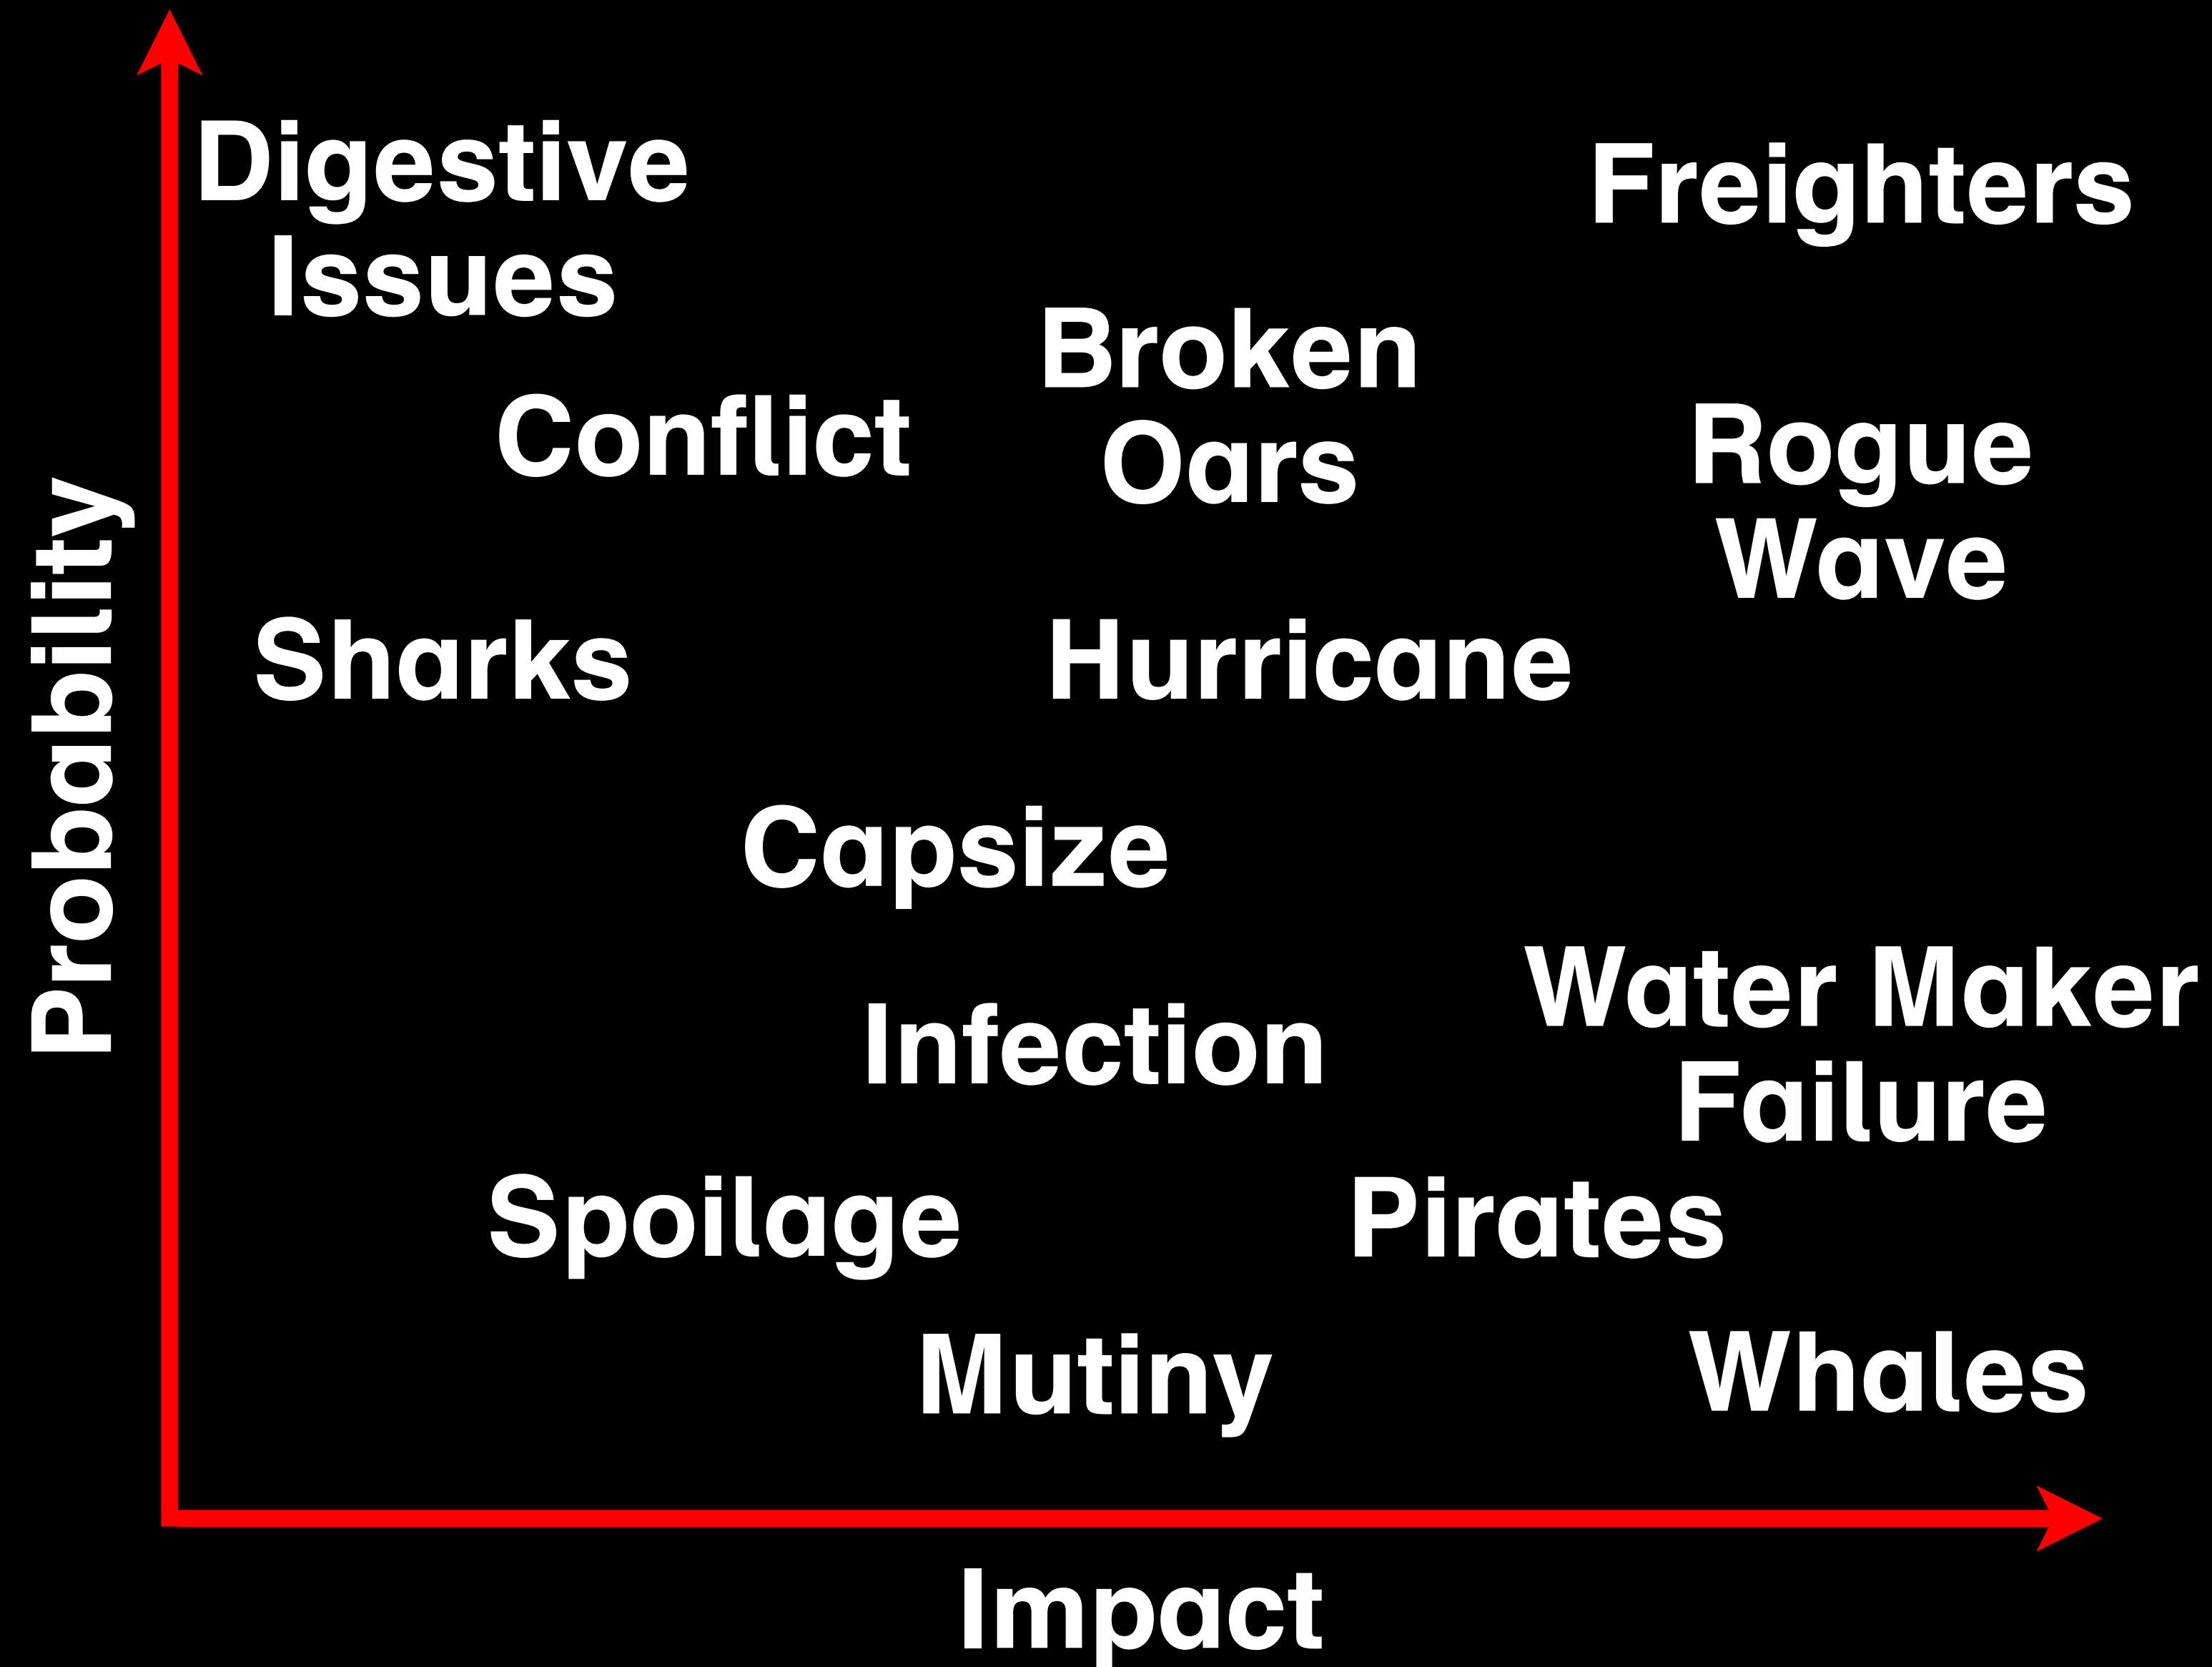 Digestive
Issues
Freighters
Broken
Oars
Conflict
Rogue
Wave
Sharks
Hurricane
Capsize
Water Maker
Failure
Infection
Spoilage
Pirates
Mutiny
Whales
Probability
Impact